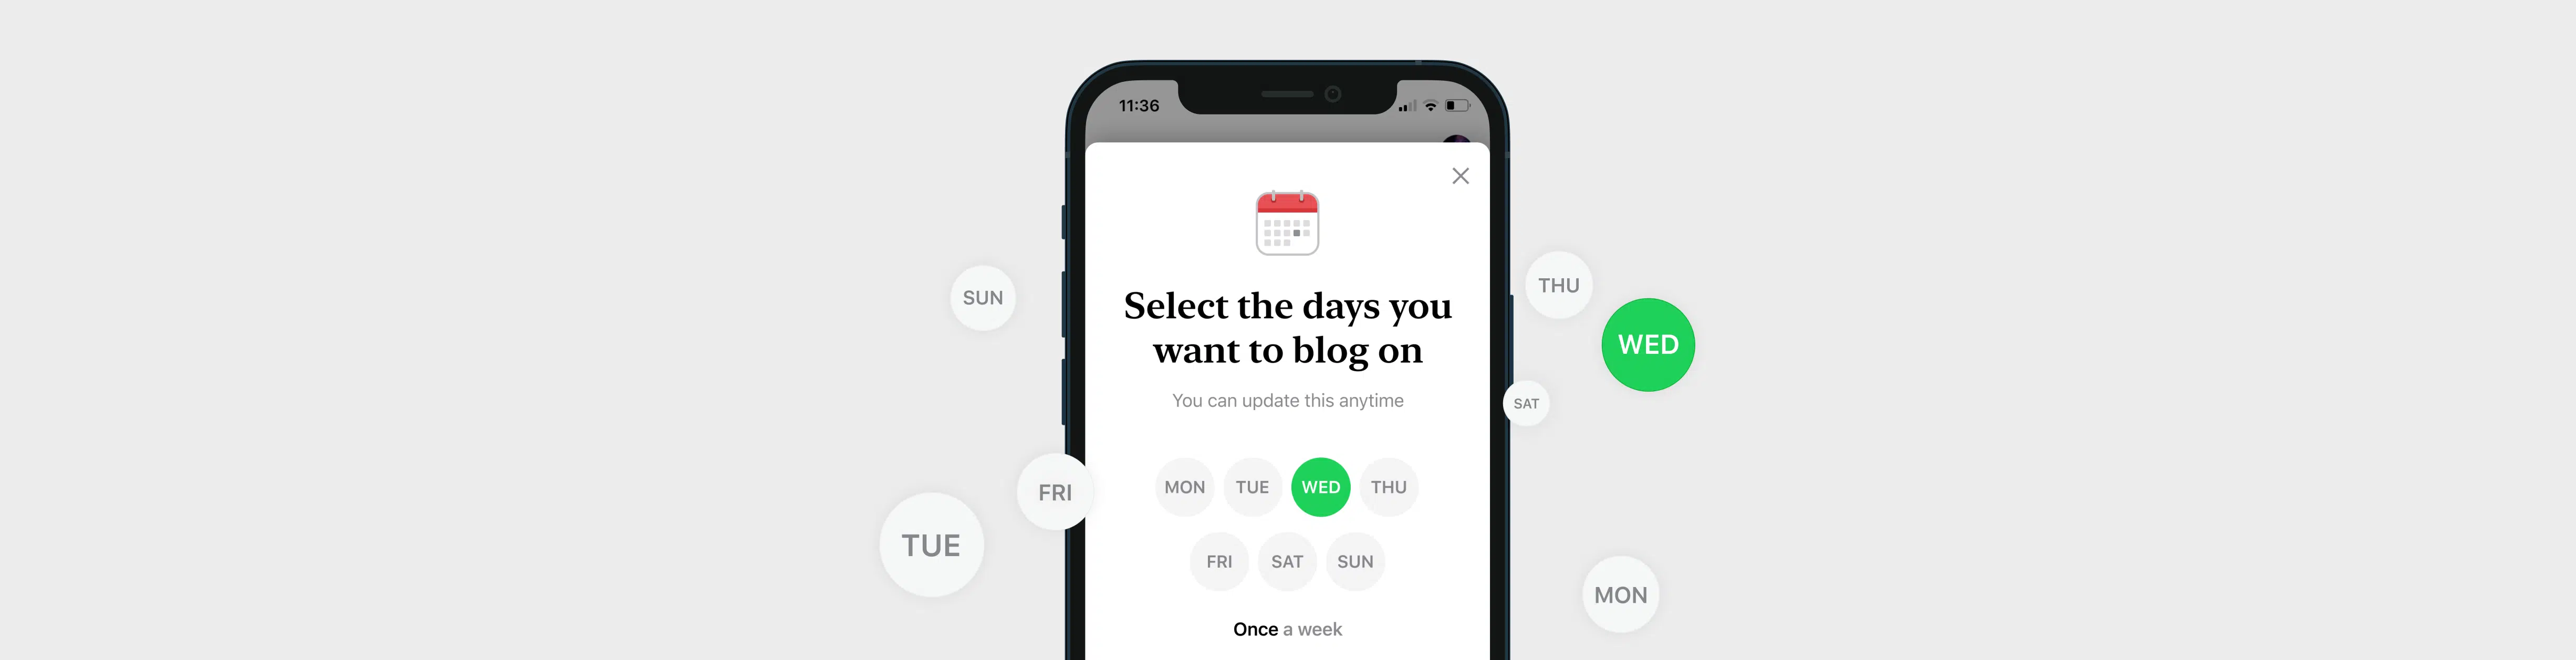 11:36
Select the days you
want to blog on
You can update this anytime
MON TUE WED THU
FRI SAT SUN
Once a week
SUN
FRI
TUE
THU
WED
SAT
MON